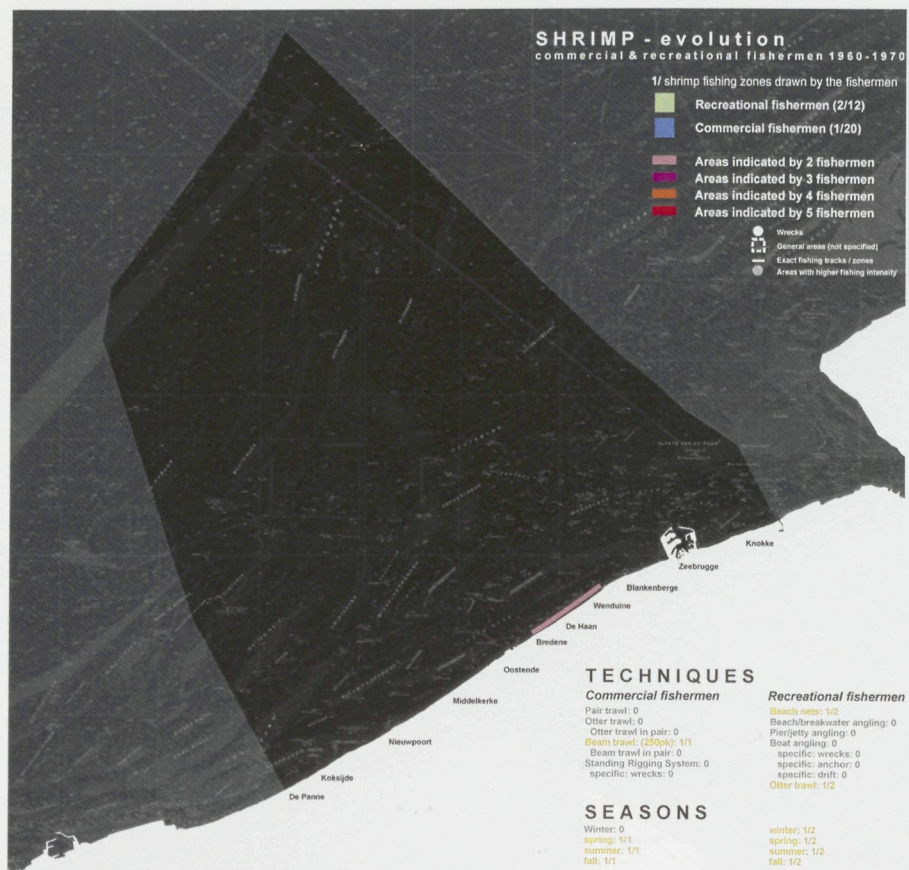 SHRIMP - evolution
commercial & recreational fishermen 1960-1970
1/ shrimp fishing zones drawn by the fishermen
Recreational fishermen (2/12)
Commercial fishermen (1/20)
Areas indicated by 2 fishermen
Areas indicated by 3 fishermen
Areas indicated by 4 fishermen
Areas indicated by 5 fishermen
Wrecks
General areas (not specified)
Exact fishing tracks / zones
Areas with higher fishing intensity
Knokke
Zeebrugge
Blankenberge
Wenduine
De Haan
Bredene
Oostende
Middelkerke
Nieuwpoort
Koksijde
De Panne
TECHNIQUES
Commercial fishermen
Pair trawl: 0
Otter trawl: 0
Otter trawl in pair: 0
Beam trawl: (250pk): 1/1
Beam trawl in pair: 0
Standing Rigging System: 0
specific: wrecks: 0
Recreational fishermen
Beach nets: 1/2
Beach/breakwater angling: 0
Pier/jetty angling: 0
Boat angling: 0
specific: wrecks: 0
specific: anchor: 0
specific: drift: 0
Otter trawl: 1/2
SEASONS
Winter: 0
spring: 1/1
summer: 1/1
fall: 1/1
winter: 1/2
spring: 1/2
summer: 1/2
fall: 1/2